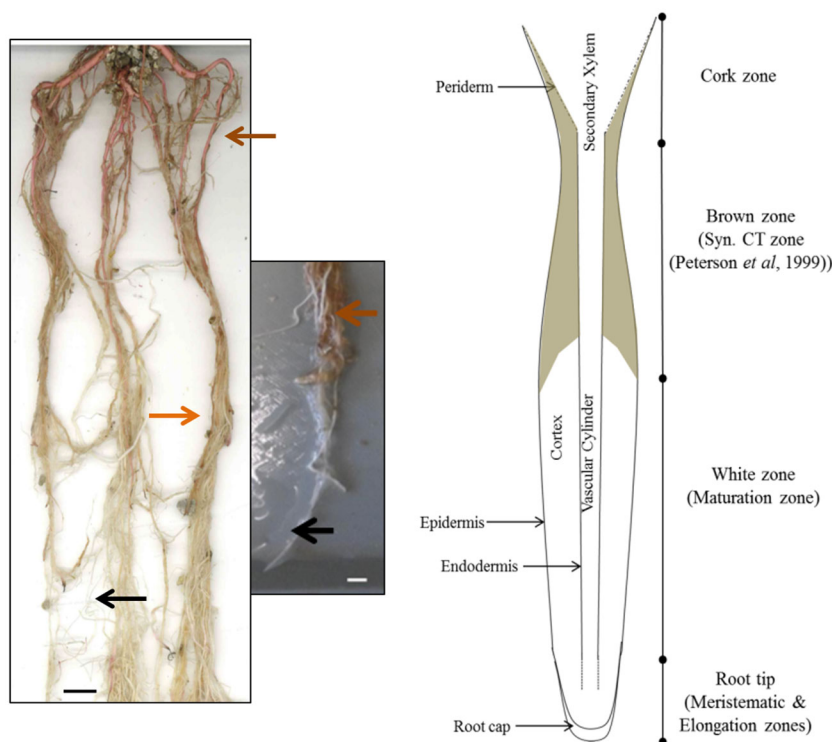 Periderm
Secondary Xylem
Cork zone
Brown zone
(Syn. CT zone
(Peterson et al, 1999))
Cortex
Vascular Cylinder
White zone
(Maturation zone)
Epidermis
Endodermis
Root cap
Root tip
(Meristematic &
Elongation zones)